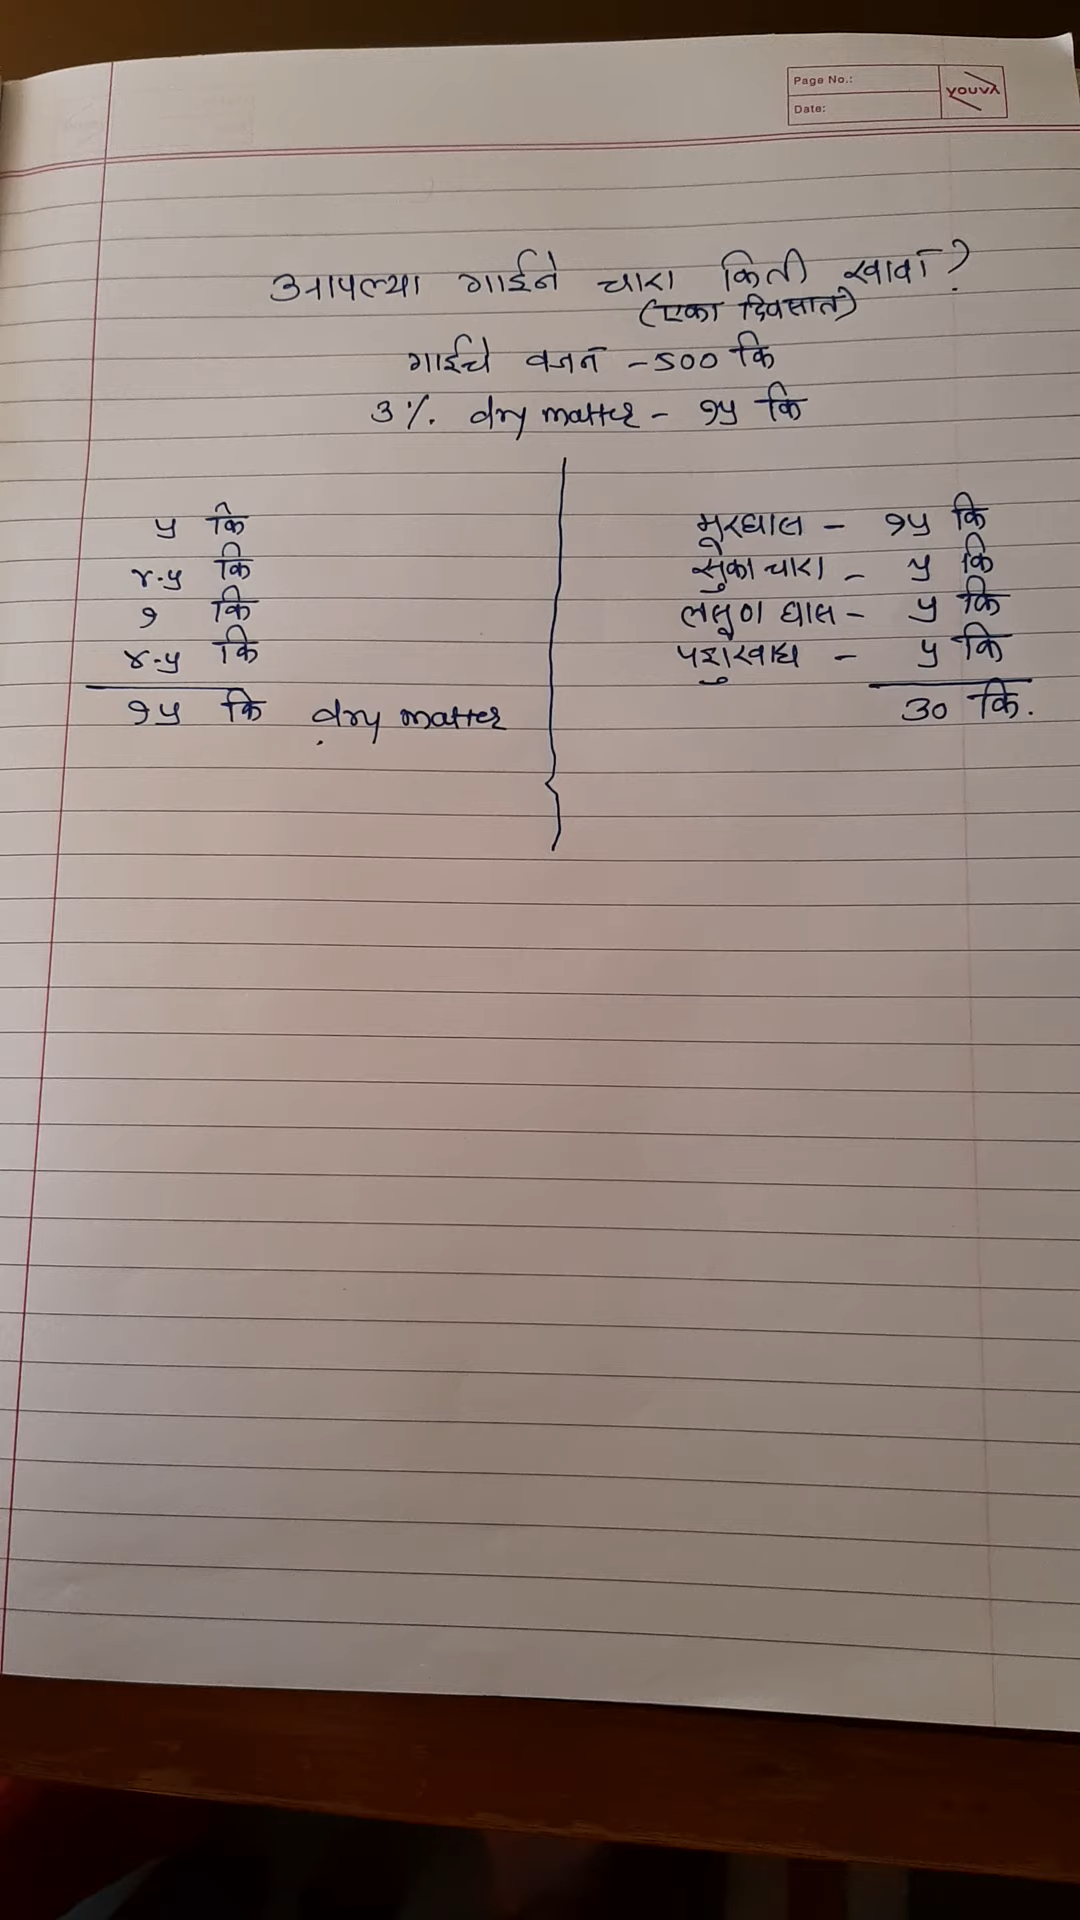 Page No.:
Date:
YOUVA
आपल्या गाईने चारा किती खावा ?
(एका दिवसात)
गाईचे वजन - 500 कि
3 %. dry matter - १५ कि
५ कि
४.५ कि
१ कि
४.५ कि
१५ कि dry matter
मूरघास - १५ कि
सुका चारा - ५ कि
लसूण घास - ५ कि
पशुखाद्य - ५ कि
30 कि.